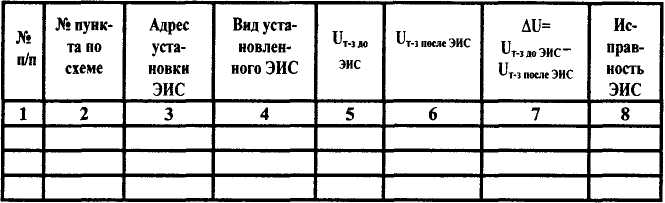 №
п/п
№ пунк-
та по
схеме
Адрес
уста-
новки
ЭИС
Вид уста-
новлен-
ного ЭИС
Uт-з до
ЭИС
Uт-з после ЭИС
ΔU=
Uт-з до ЭИС–
Uт-з после ЭИС
Ис-
прав-
ность
ЭИС
1 2 3 4 5 6 7 8